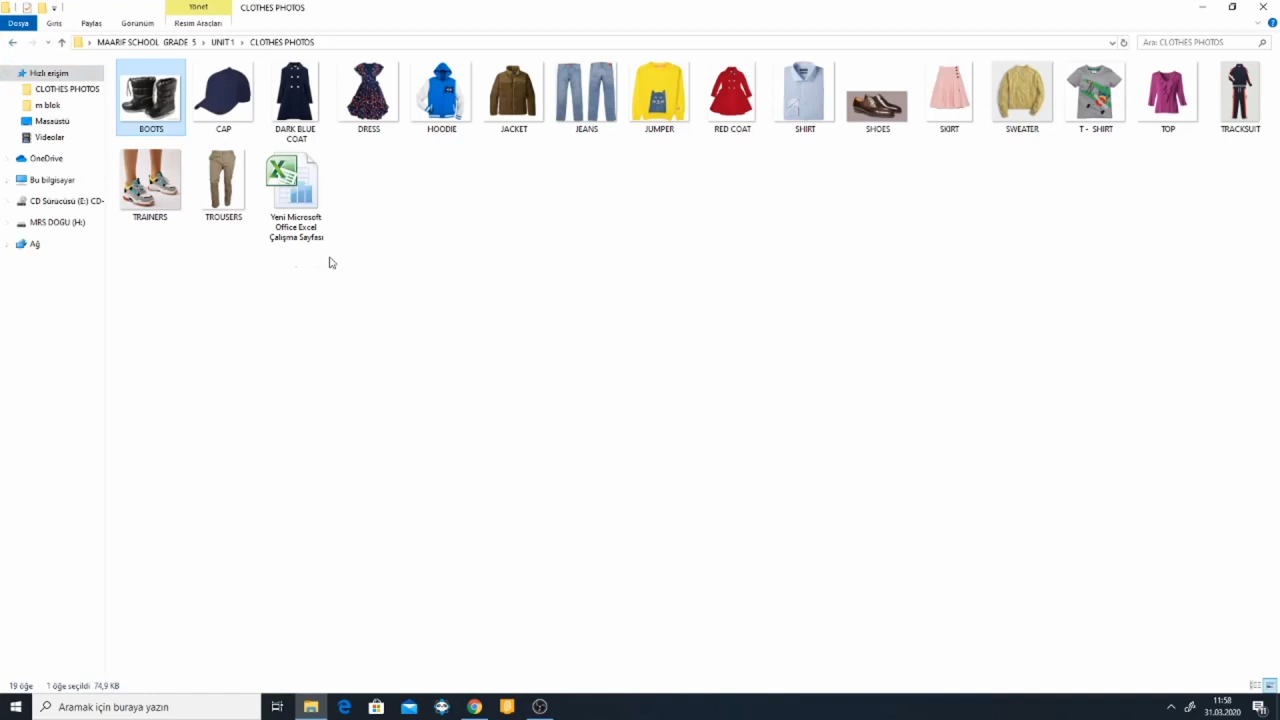 Yönet
CLOTHES PHOTOS
Dosya
Giriş
Paylaş
Görünüm
Resim Araçları
MAARIF SCHOOL GRADE 5 › UNIT 1 › CLOTHES PHOTOS
Ara: CLOTHES PHOTOS
Hızlı erişim
CLOTHES PHOTOS
m blok
Masaüstü
Videolar
OneDrive
Bu bilgisayar
CD Sürücüsü (E:) CD-
MRS DOGU (H:)
Ağ
BOOTS
CAP
DARK BLUE
COAT
DRESS
HOODIE
JACKET
JEANS
JUMPER
RED COAT
SHIRT
SHOES
SKIRT
SWEATER
T - SHIRT
TOP
TRACKSUIT
TRAINERS
TROUSERS
Yeni Microsoft
Office Excel
Çalışma Sayfası
19 öğe
1 öğe seçildi 74,9 KB
Aramak için buraya yazın
11:58
31.03.2020